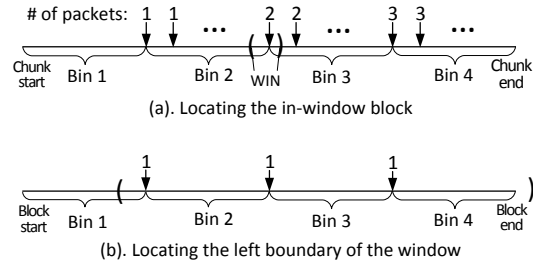 # of packets: 1 1 ... 2 2 ... 3 3 ...
( )
Chunk start Bin 1 Bin 2 WIN Bin 3 Bin 4 Chunk end
(a). Locating the in-window block
1 1 1
( )
Block start Bin 1 Bin 2 Bin 3 Bin 4 Block end
(b). Locating the left boundary of the window